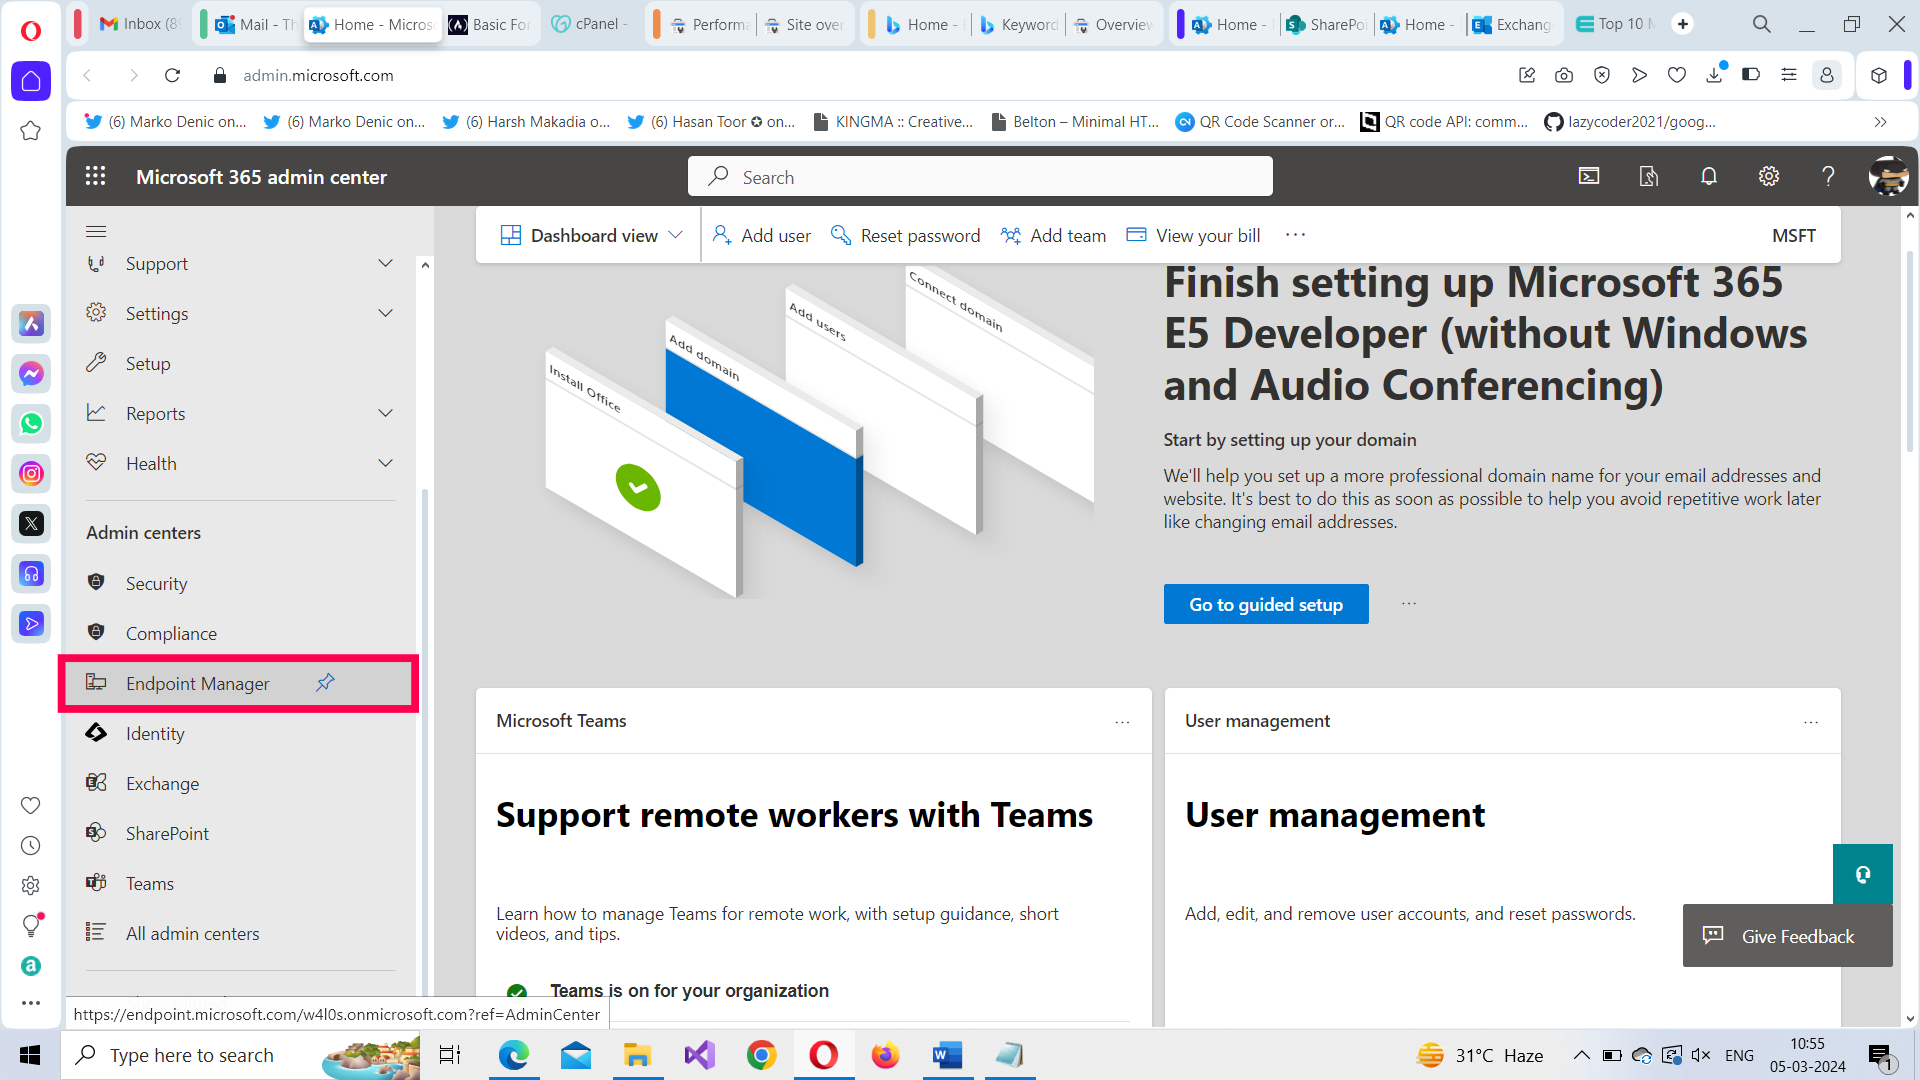 Inbox (89
Mail - Th
Home - Micros
Basic For
cPanel -
Performa
Site over
Home -
Keyword
Overview
Home -
SharePoi
Home -
Exchang
Top 10 M
admin.microsoft.com
(6) Marko Denic on...
(6) Marko Denic on...
(6) Harsh Makadia o...
(6) Hasan Toor ✪ on...
KINGMA :: Creative...
Belton – Minimal HT...
QR Code Scanner or...
QR code API: comm...
lazycoder2021/goog...
Microsoft 365 admin center
Search
Dashboard view
Add user
Reset password
Add team
View your bill
MSFT
Support
Settings
Setup
Reports
Health
Admin centers
Security
Compliance
Endpoint Manager
Identity
Exchange
SharePoint
Teams
All admin centers
Install Office
Add domain
Add users
Connect domain
Finish setting up Microsoft 365
E5 Developer (without Windows
and Audio Conferencing)
Start by setting up your domain
We'll help you set up a more professional domain name for your email addresses and
website. It's best to do this as soon as possible to help you avoid repetitive work later
like changing email addresses.
Go to guided setup
Microsoft Teams
Support remote workers with Teams
Learn how to manage Teams for remote work, with setup guidance, short
videos, and tips.
Teams is on for your organization
User management
User management
Add, edit, and remove user accounts, and reset passwords.
Give Feedback
https://endpoint.microsoft.com/w4l0s.onmicrosoft.com?ref=AdminCenter
Type here to search
31°C Haze
ENG
10:55
05-03-2024
1